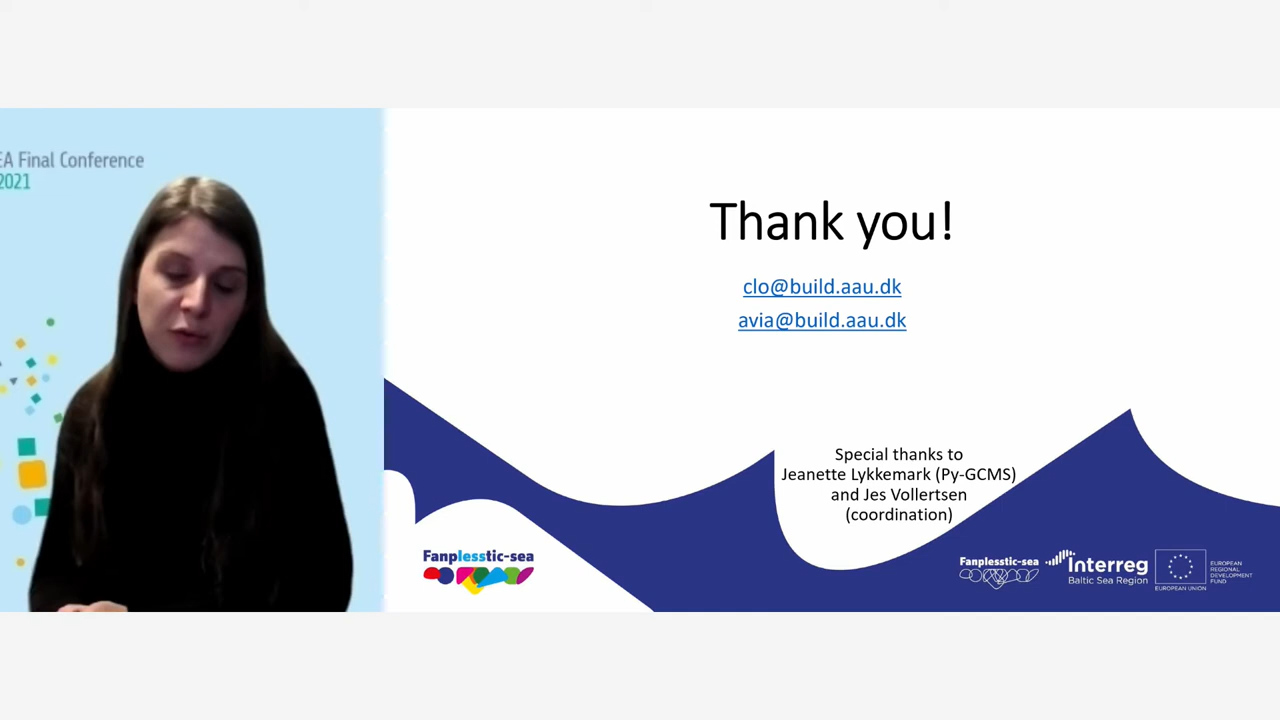 EA Final Conference
2021
Thank you!
clo@build.aau.dk
avia@build.aau.dk
Special thanks to
Jeanette Lykkemark (Py-GCMS)
and Jes Vollertsen
(coordination)
Fanplesstic-sea
Fanplesstic-sea
Interreg
Baltic Sea Region
EUROPEAN UNION
EUROPEAN
REGIONAL
DEVELOPMENT
FUND